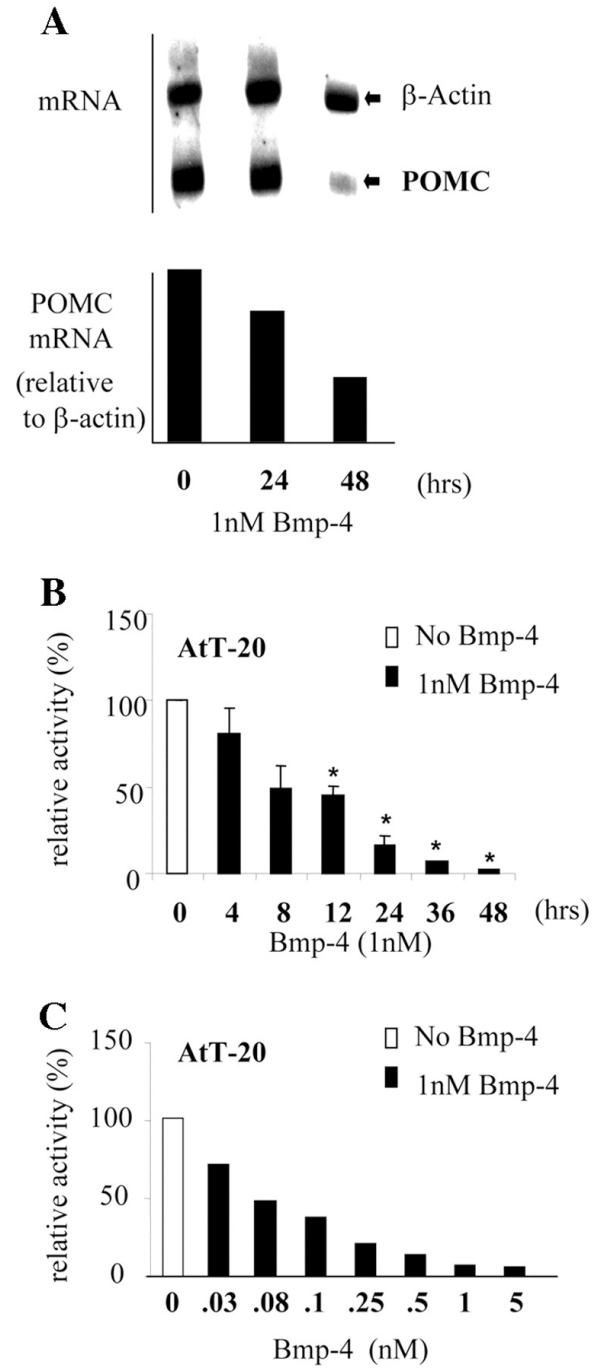 A
mRNA
β-Actin
POMC
POMC
mRNA
(relative
to β-actin)
0 24 48 (hrs)
1nM Bmp-4
B
150
100
50
0
relative activity (%)
AtT-20
No Bmp-4
1nM Bmp-4
* * * *
0 4 8 12 24 36 48 (hrs)
Bmp-4 (1nM)
C
150
100
50
0
relative activity (%)
AtT-20
No Bmp-4
1nM Bmp-4
0 .03 .08 .1 .25 .5 1 5
Bmp-4 (nM)